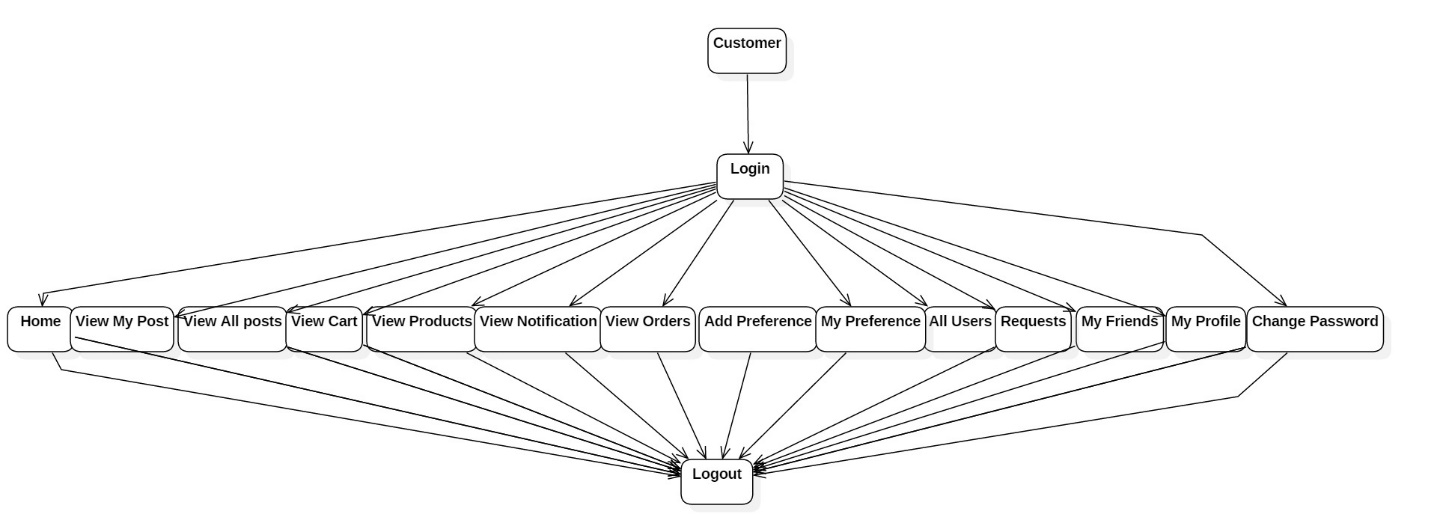 Customer
Login
Home
View My Post
View All posts
View Cart
View Products
View Notification
View Orders
Add Preference
My Preference
All Users
Requests
My Friends
My Profile
Change Password
Logout